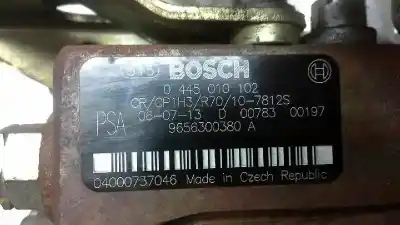 BOSCH
0 445 010 102
CR/CP1H3/R70/10-7812S
PSA 06-07-13 D 00783 00197
9656300380 A
04000737046 Made in Czech Republic